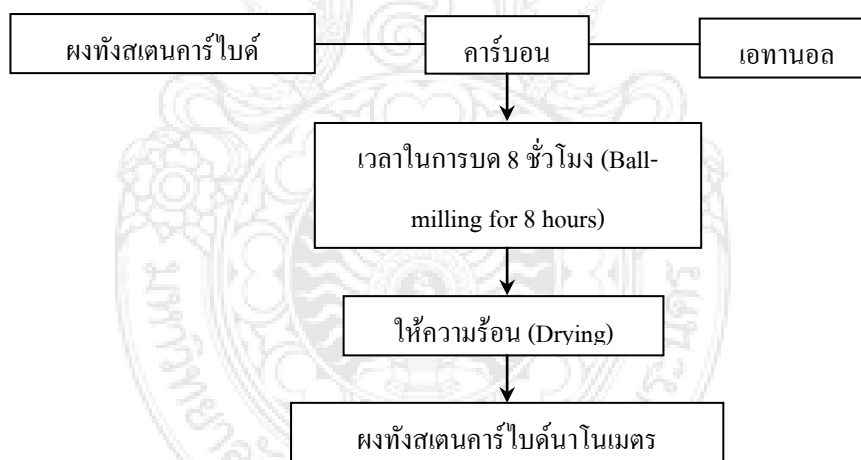 ผงทังสเตนคาร์ไบด์
คาร์บอน
เอทานอล
เวลาในการบด 8 ชั่วโมง (Ball-
milling for 8 hours)
ให้ความร้อน (Drying)
ผงทังสเตนคาร์ไบด์นาโนเมตร